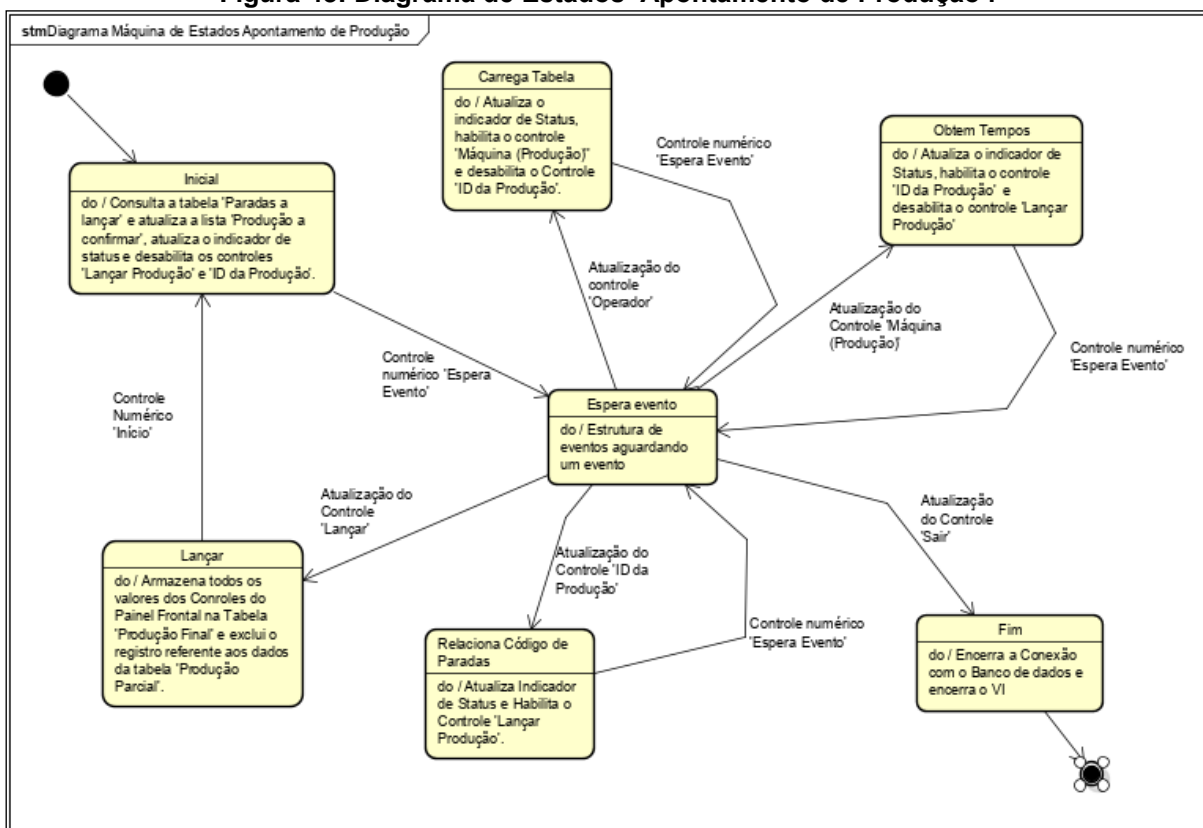 Figura 43: Diagrama de Estados 'Apontamento de Produção'.
stmDiagrama Máquina de Estados Apontamento de Produção
Carrega Tabela
do / Atualiza o
indicador de Status,
habilita o controle
'Máquina (Produção)"
e desabilita o Controle
'ID da Produção'.
Controle numérico
'Espera Evento'
Obtem Tempos
do / Atualiza o indicador de
Status, habilita o controle
'ID da Produção' e
desabilita o controle 'Lançar
Produção'
Inicial
do / Consulta a tabela 'Paradas a
lançar' e atualiza a lista 'Produção a
confirmar', atualiza o indicador de
status e desabilita os controles
'Lançar Produção' e 'ID da Produção'.
Atualização do
controle
'Operador'
Atualização do
Controle 'Máquina
(Produção)'
Controle numérico
'Espera Evento'
Controle
numérico 'Espera
Evento'
Controle
Numérico
'Início'
Espera evento
do / Estrutura de
eventos aguardando
um evento
Atualização do
Controle
'Lançar'
Atualização
do Controle
'Sair'
Lançar
do / Armazena todos os
valores dos Conroles do
Painel Frontal na Tabela
'Produção Final' e exclui o
registro referente aos dados
da tabela 'Produção
Parcial'.
Atualização do
Controle 'ID da
Produção'
Controle numérico
'Espera Evento'
Relaciona Código de
Paradas
do / Atualiza Indicador
de Status e Habilita o
Controle 'Lançar
Produção'.
Fim
do / Encerra a Conexão
com o Banco de dados e
encerra o VI